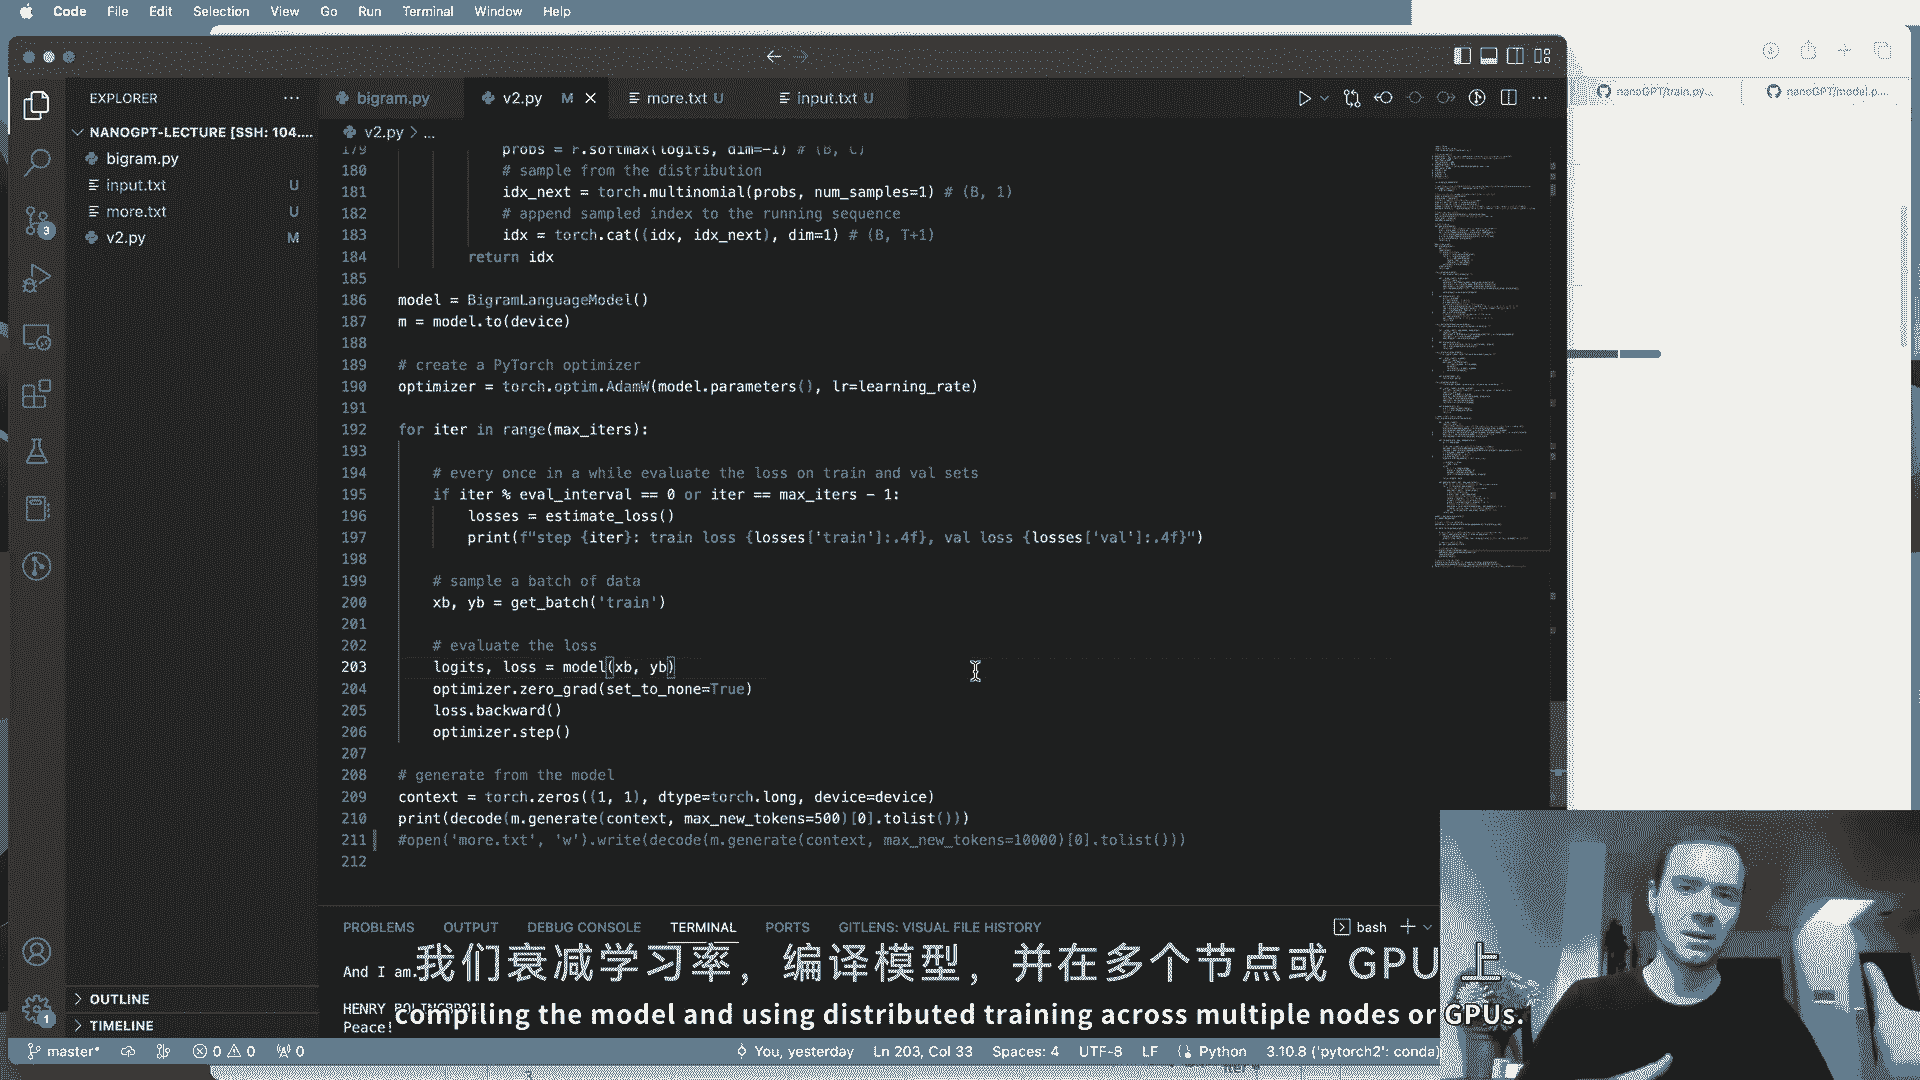 Code File Edit Selection View Go Run Terminal Window Help
nanoGPT/train.py...
nanoGPT/model.p...
EXPLORER
bigram.py
v2.py M
more.txt U
input.txt U
NANOGPT-LECTURE [SSH: 104....
bigram.py
input.txt U
more.txt U
v2.py M
3
v2.py > ...
179 probs = F.softmax(logits, dim=-1) # (B, C)
180 # sample from the distribution
181 idx_next = torch.multinomial(probs, num_samples=1) # (B, 1)
182 # append sampled index to the running sequence
183 idx = torch.cat((idx, idx_next), dim=1) # (B, T+1)
184 return idx
185
186 model = BigramLanguageModel()
187 m = model.to(device)
188
189 # create a PyTorch optimizer
190 optimizer = torch.optim.AdamW(model.parameters(), lr=learning_rate)
191
192 for iter in range(max_iters):
193
194 # every once in a while evaluate the loss on train and val sets
195 if iter % eval_interval == 0 or iter == max_iters - 1:
196 losses = estimate_loss()
197 print(f"step {iter}: train loss {losses['train']:.4f}, val loss {losses['val']:.4f}")
198
199 # sample a batch of data
200 xb, yb = get_batch('train')
201
202 # evaluate the loss
203 logits, loss = model(xb, yb)
204 optimizer.zero_grad(set_to_none=True)
205 loss.backward()
206 optimizer.step()
207
208 # generate from the model
209 context = torch.zeros((1, 1), dtype=torch.long, device=device)
210 print(decode(m.generate(context, max_new_tokens=500)[0].tolist()))
211 #open('more.txt', 'w').write(decode(m.generate(context, max_new_tokens=10000)[0].tolist()))
212
PROBLEMS OUTPUT DEBUG CONSOLE TERMINAL PORTS GITLENS: VISUAL FILE HISTORY
bash
And I am.
我们衰减学习率，编译模型，并在多个节点或 GPU 上
HENRY BOLINGBROKE:
Peace!
compiling the model and using distributed training across multiple nodes or GPUs.
OUTLINE
TIMELINE
1
master* 0 0 0 You, yesterday Ln 203, Col 33 Spaces: 4 UTF-8 LF Python 3.10.8 ('pytorch2': conda)